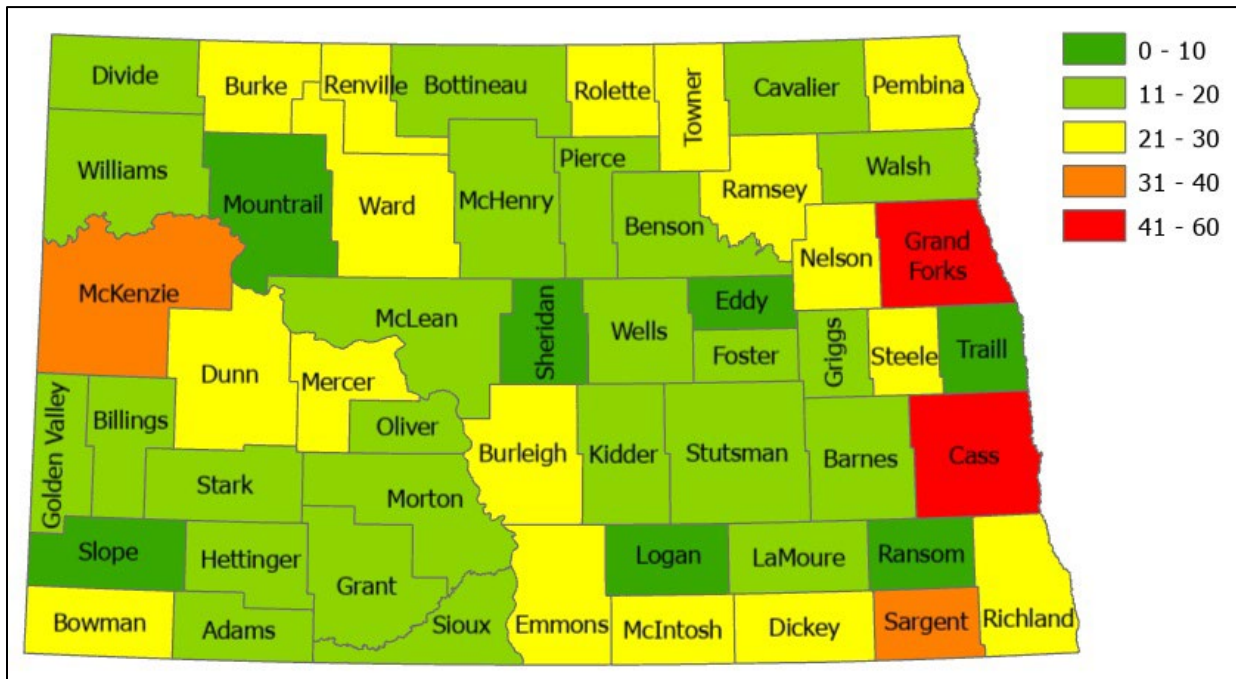 Divide
Burke
Renville
Bottineau
Rolette
Towner
Cavalier
Pembina
Williams
Mountrail
Ward
McHenry
Pierce
Benson
Ramsey
Walsh
Nelson
Grand
Forks
McKenzie
Dunn
Mercer
McLean
Sheridan
Wells
Eddy
Foster
Griggs
Steele
Traill
Golden Valley
Billings
Oliver
Burleigh
Kidder
Stutsman
Barnes
Cass
Stark
Morton
Slope
Hettinger
Grant
Logan
LaMoure
Ransom
Bowman
Adams
Sioux
Emmons
McIntosh
Dickey
Sargent
Richland
0 - 10
11 - 20
21 - 30
31 - 40
41 - 60